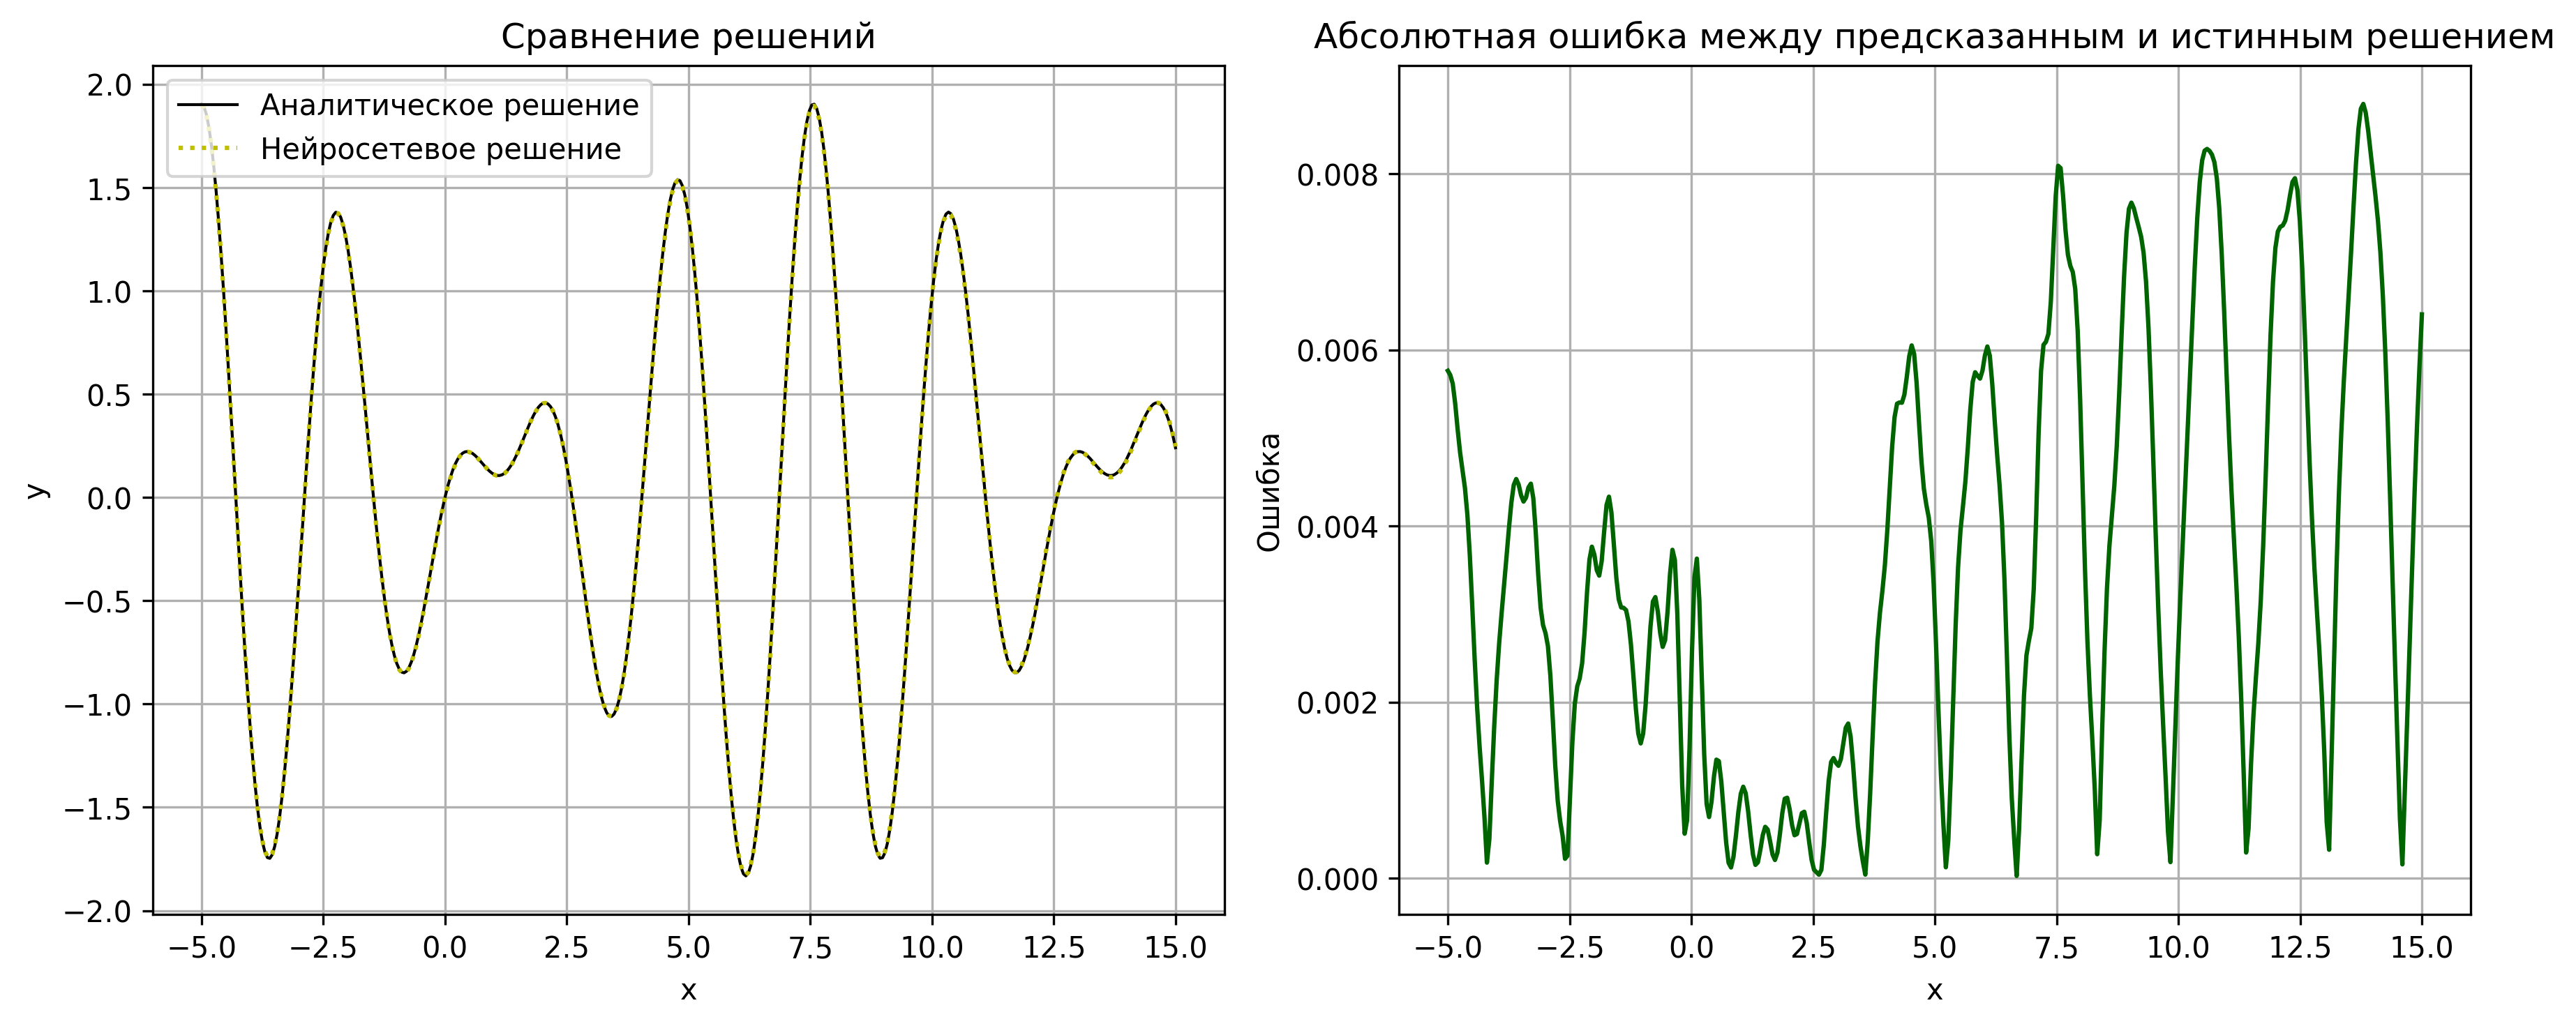 Сравнение решений
Аналитическое решение
Нейросетевое решение
2.0
1.5
1.0
0.5
0.0
−0.5
−1.0
−1.5
−2.0
y
−5.0 −2.5 0.0 2.5 5.0 7.5 10.0 12.5 15.0
x
Абсолютная ошибка между предсказанным и истинным решением
0.008
0.006
0.004
0.002
0.000
Ошибка
−5.0 −2.5 0.0 2.5 5.0 7.5 10.0 12.5 15.0
x